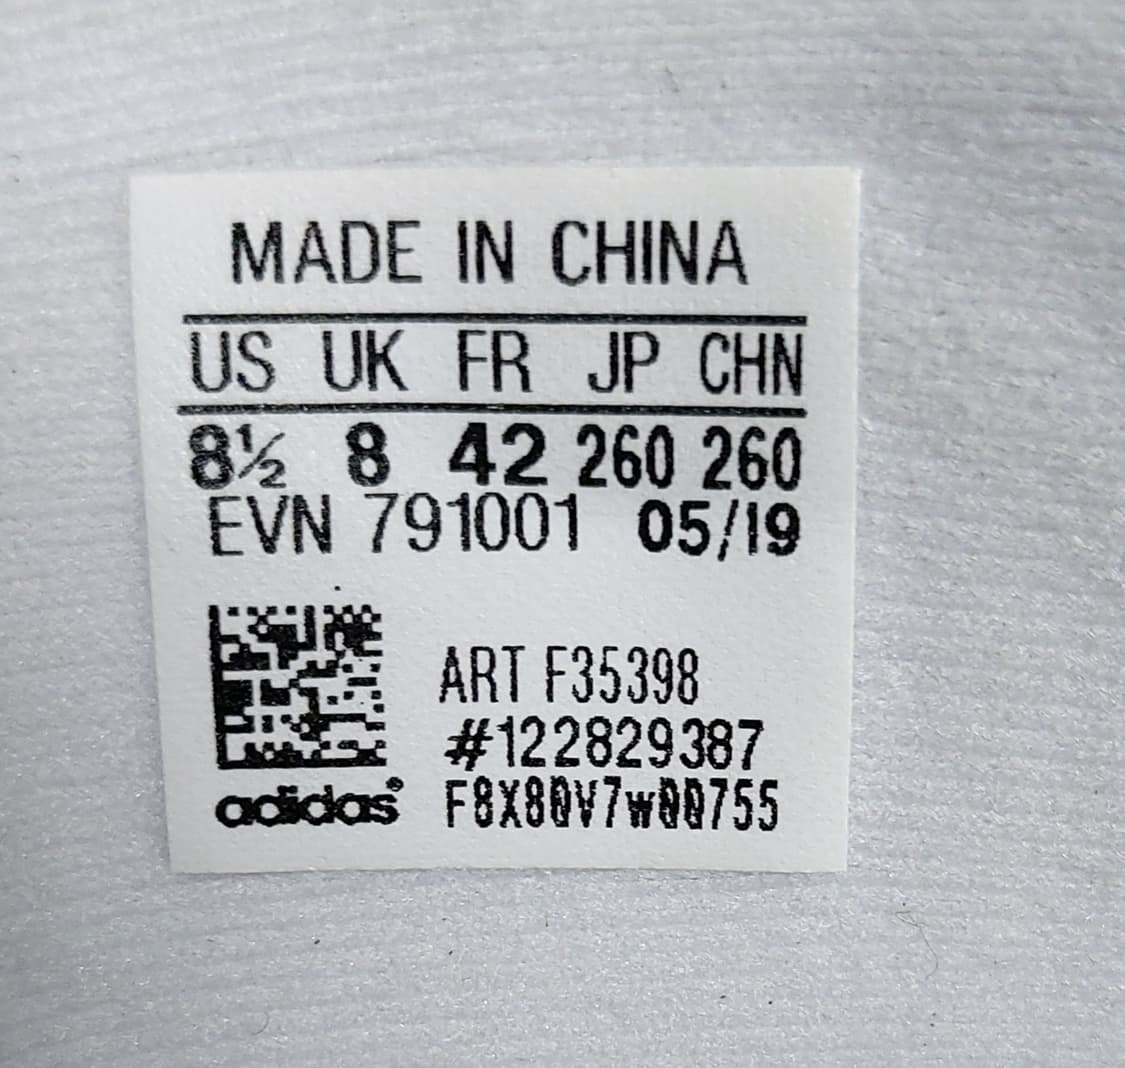 MADE IN CHINA
US UK FR JP CHN
8½ 8 42 260 260
EVN 791001 05/19
ART F35398
#122829387
adidas® F8X80V7w00755